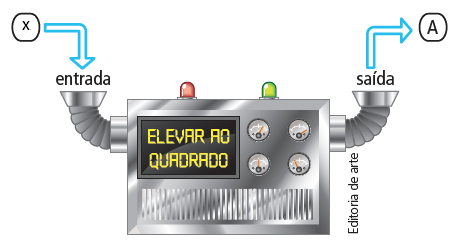 x
A
entrada
saída
ELEVAR AO
QUADRADO
Editoria de arte